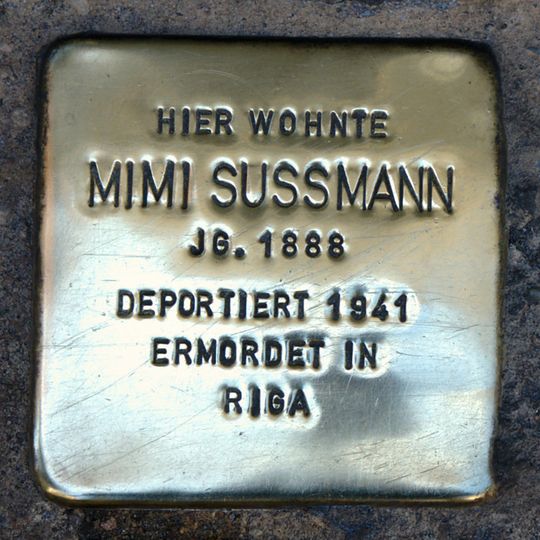 HIER WOHNTE
MIMI SUSSMANN
JG. 1888
DEPORTIERT 1941
ERMORDET IN
RIGA